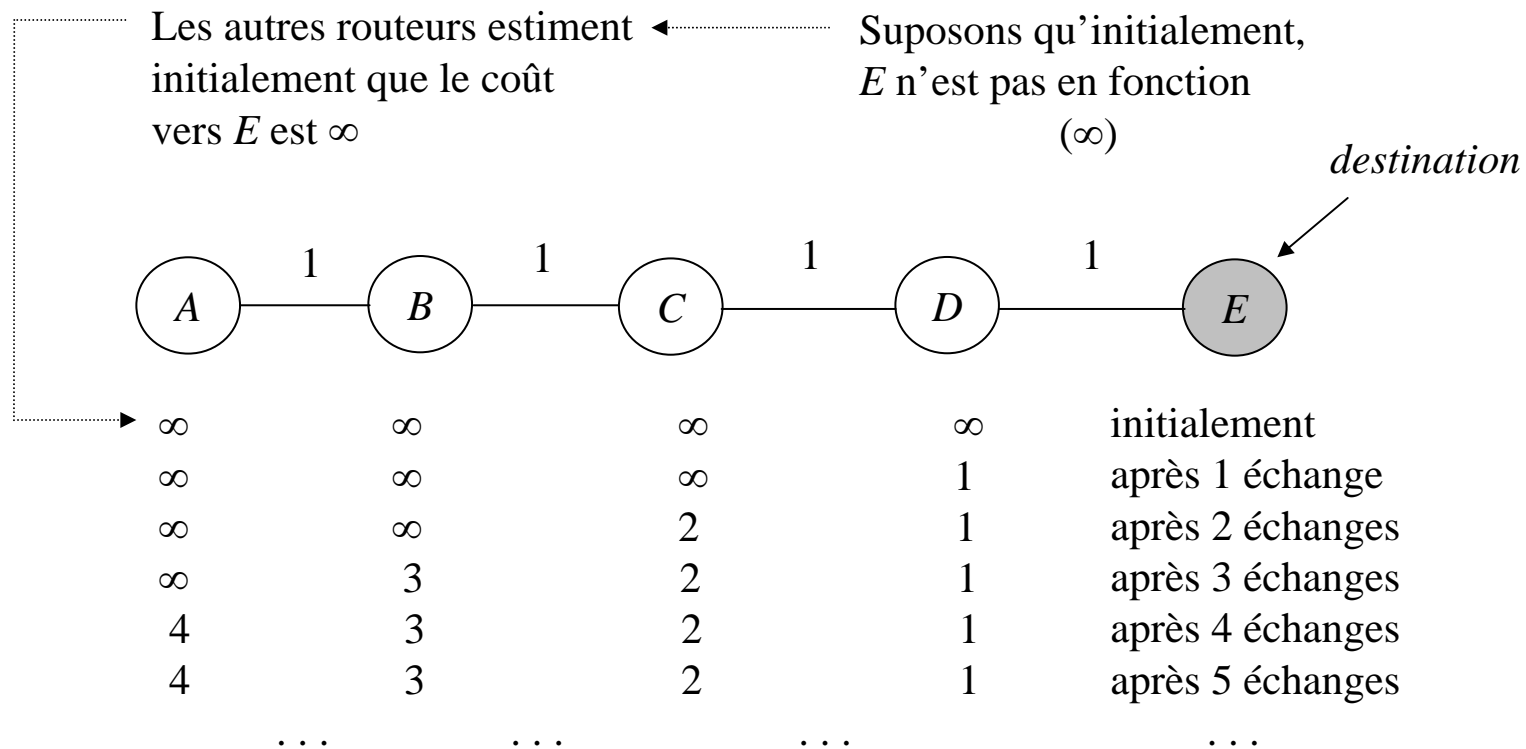 Les autres routeurs estiment
initialement que le coût
vers E est ∞
Suposons qu’initialement,
E n’est pas en fonction
(∞)
destination
1 1 1 1
A B C D E
∞ ∞ ∞ ∞ initialement
∞ ∞ ∞ 1 après 1 échange
∞ ∞ 2 1 après 2 échanges
∞ 3 2 1 après 3 échanges
4 3 2 1 après 4 échanges
4 3 2 1 après 5 échanges
. . . . . . . . . . . .